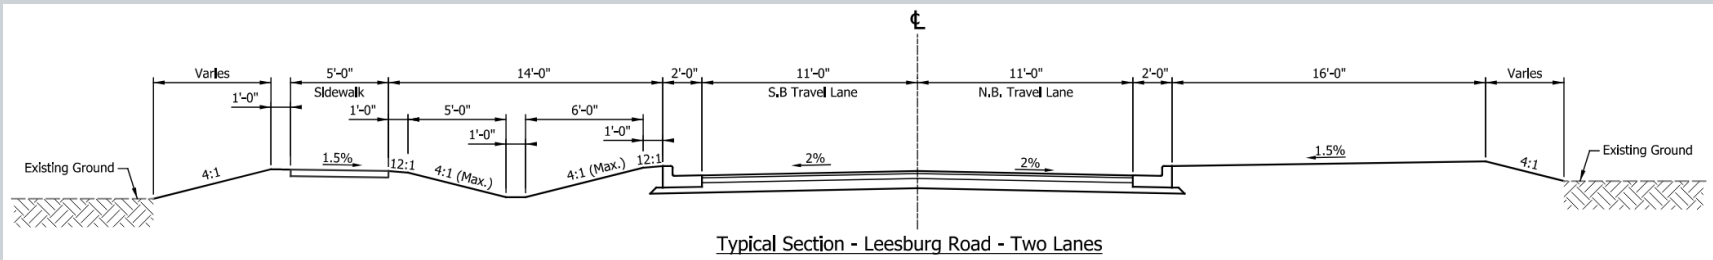 ℄
Varies 5'-0" 14'-0" 2'-0" 11'-0" 11'-0" 2'-0" 16'-0" Varies
Sidewalk S.B Travel Lane N.B. Travel Lane
1'-0" 1'-0" 5'-0" 6'-0"
1'-0" 1'-0"
Existing Ground 4:1 1.5% 12:1 4:1 (Max.) 4:1 (Max.) 12:1 2% 2% 1.5% 4:1 Existing Ground
Typical Section - Leesburg Road - Two Lanes